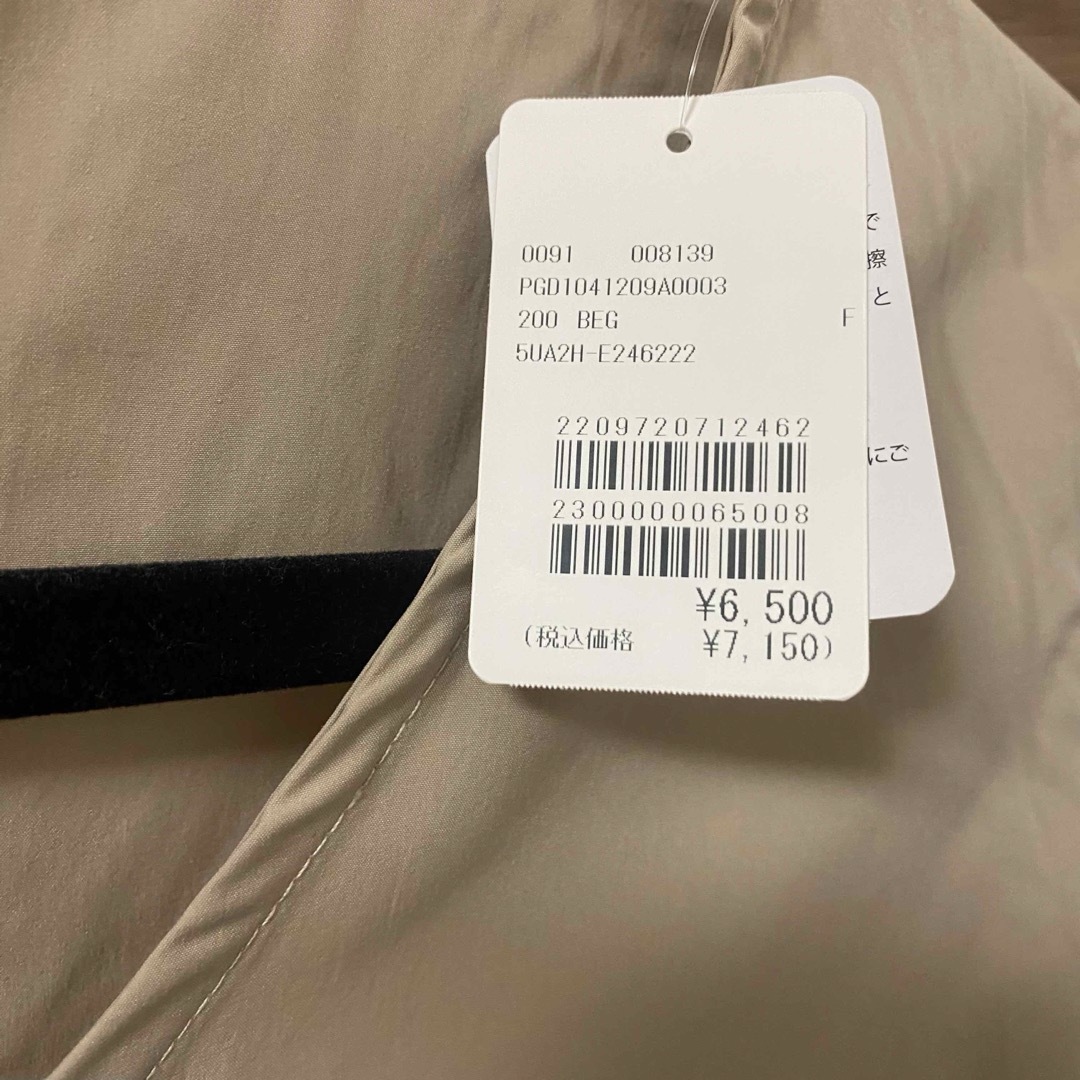 0091 008139
PGD1041209A0003
200 BEG F
5UA2H-E246222
2209720712462
2300000065008
¥6,500
(税込価格 ¥7,150)
で
擦
と
にご